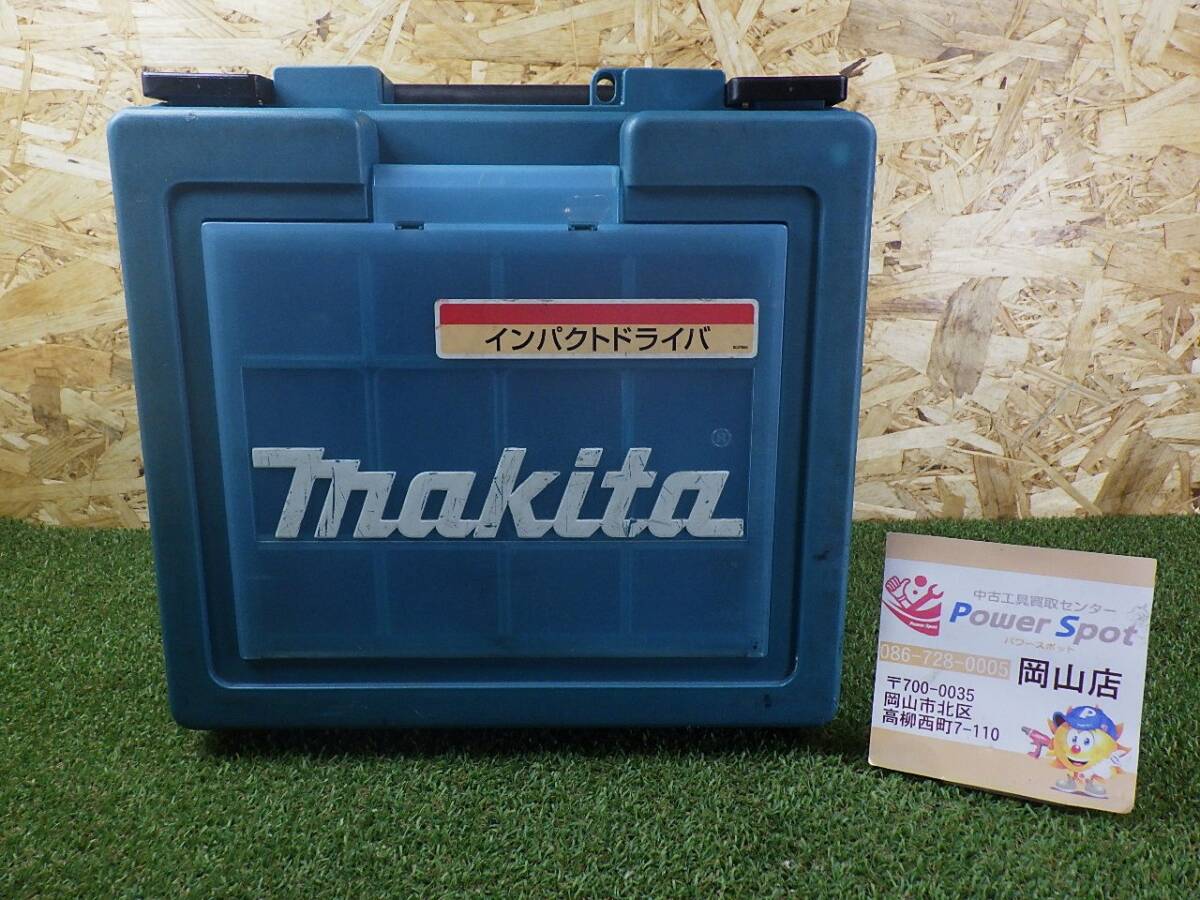 インパクトドライバ
makita®
中古工具買取センター
Power Spot
パワースポット
086-728-0005
岡山店
〒700-0035
岡山市北区
高柳西町7-110
Power Spot
P